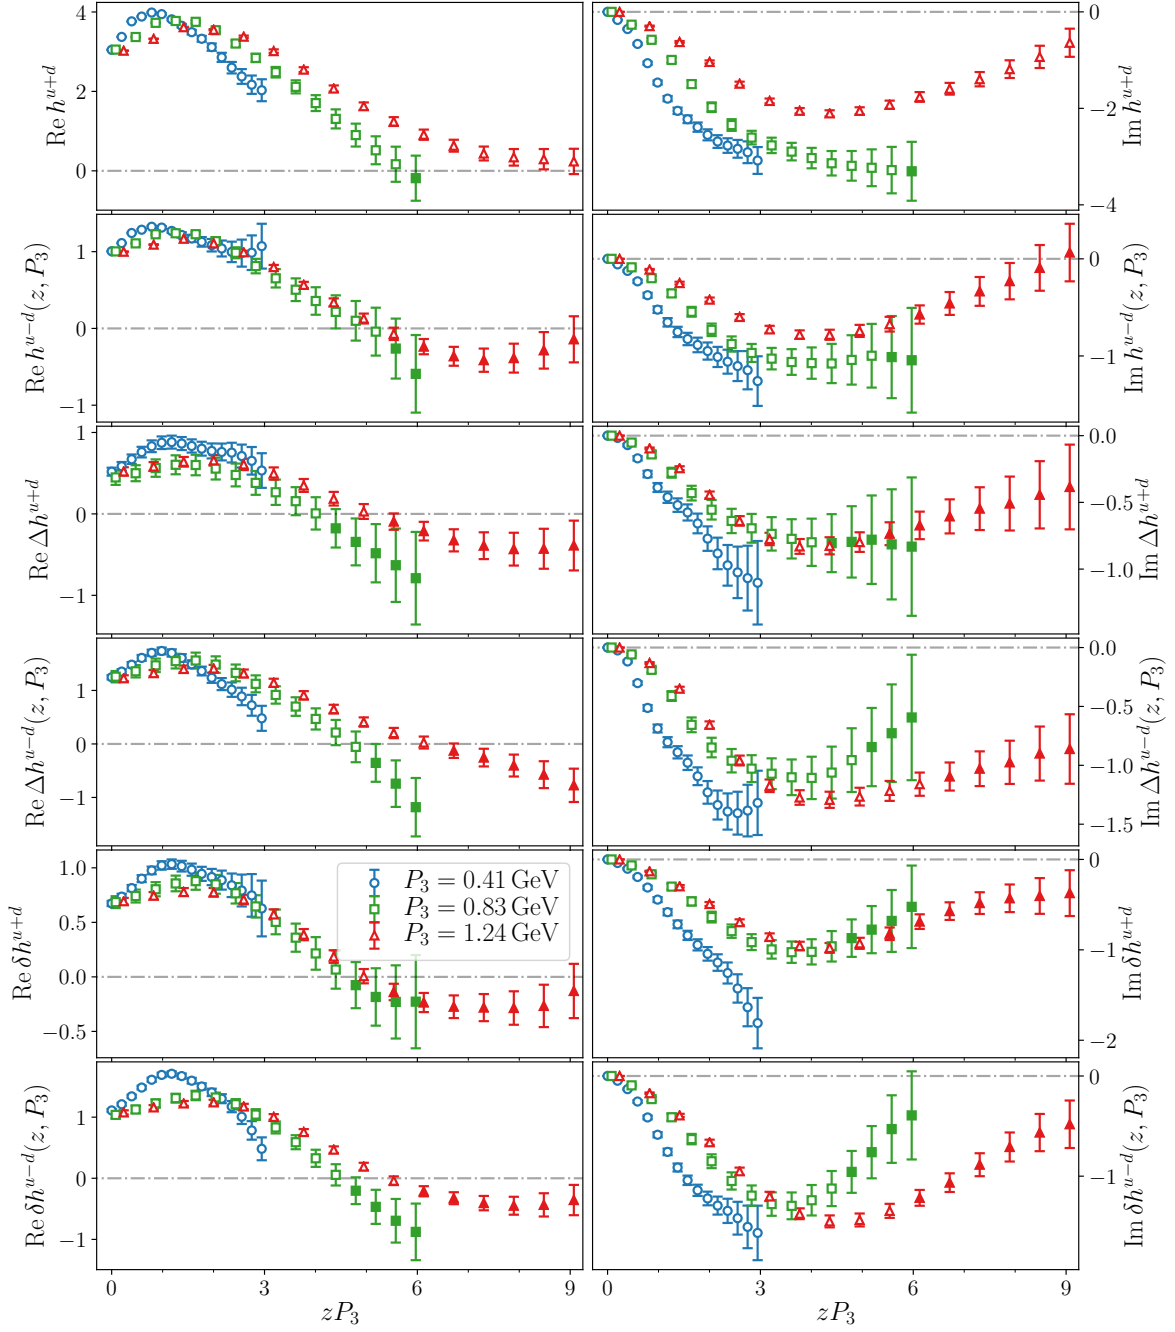 4
2
0
Re h^{u+d}
0
−2
−4
Im h^{u+d}
1
0
−1
Re h^{u−d}(z, P_3)
0
−1
Im h^{u−d}(z, P_3)
1
0
−1
Re Δh^{u+d}
0.0
−0.5
−1.0
Im Δh^{u+d}
1
0
−1
Re Δh^{u−d}(z, P_3)
0.0
−0.5
−1.0
−1.5
Im Δh^{u−d}(z, P_3)
1.0
0.5
0.0
−0.5
Re δh^{u+d}
P_3 = 0.41 GeV
P_3 = 0.83 GeV
P_3 = 1.24 GeV
0
−1
−2
Im δh^{u+d}
1
0
−1
Re δh^{u−d}(z, P_3)
0
−1
Im δh^{u−d}(z, P_3)
0 3 6 9
zP_3
0 3 6 9
zP_3